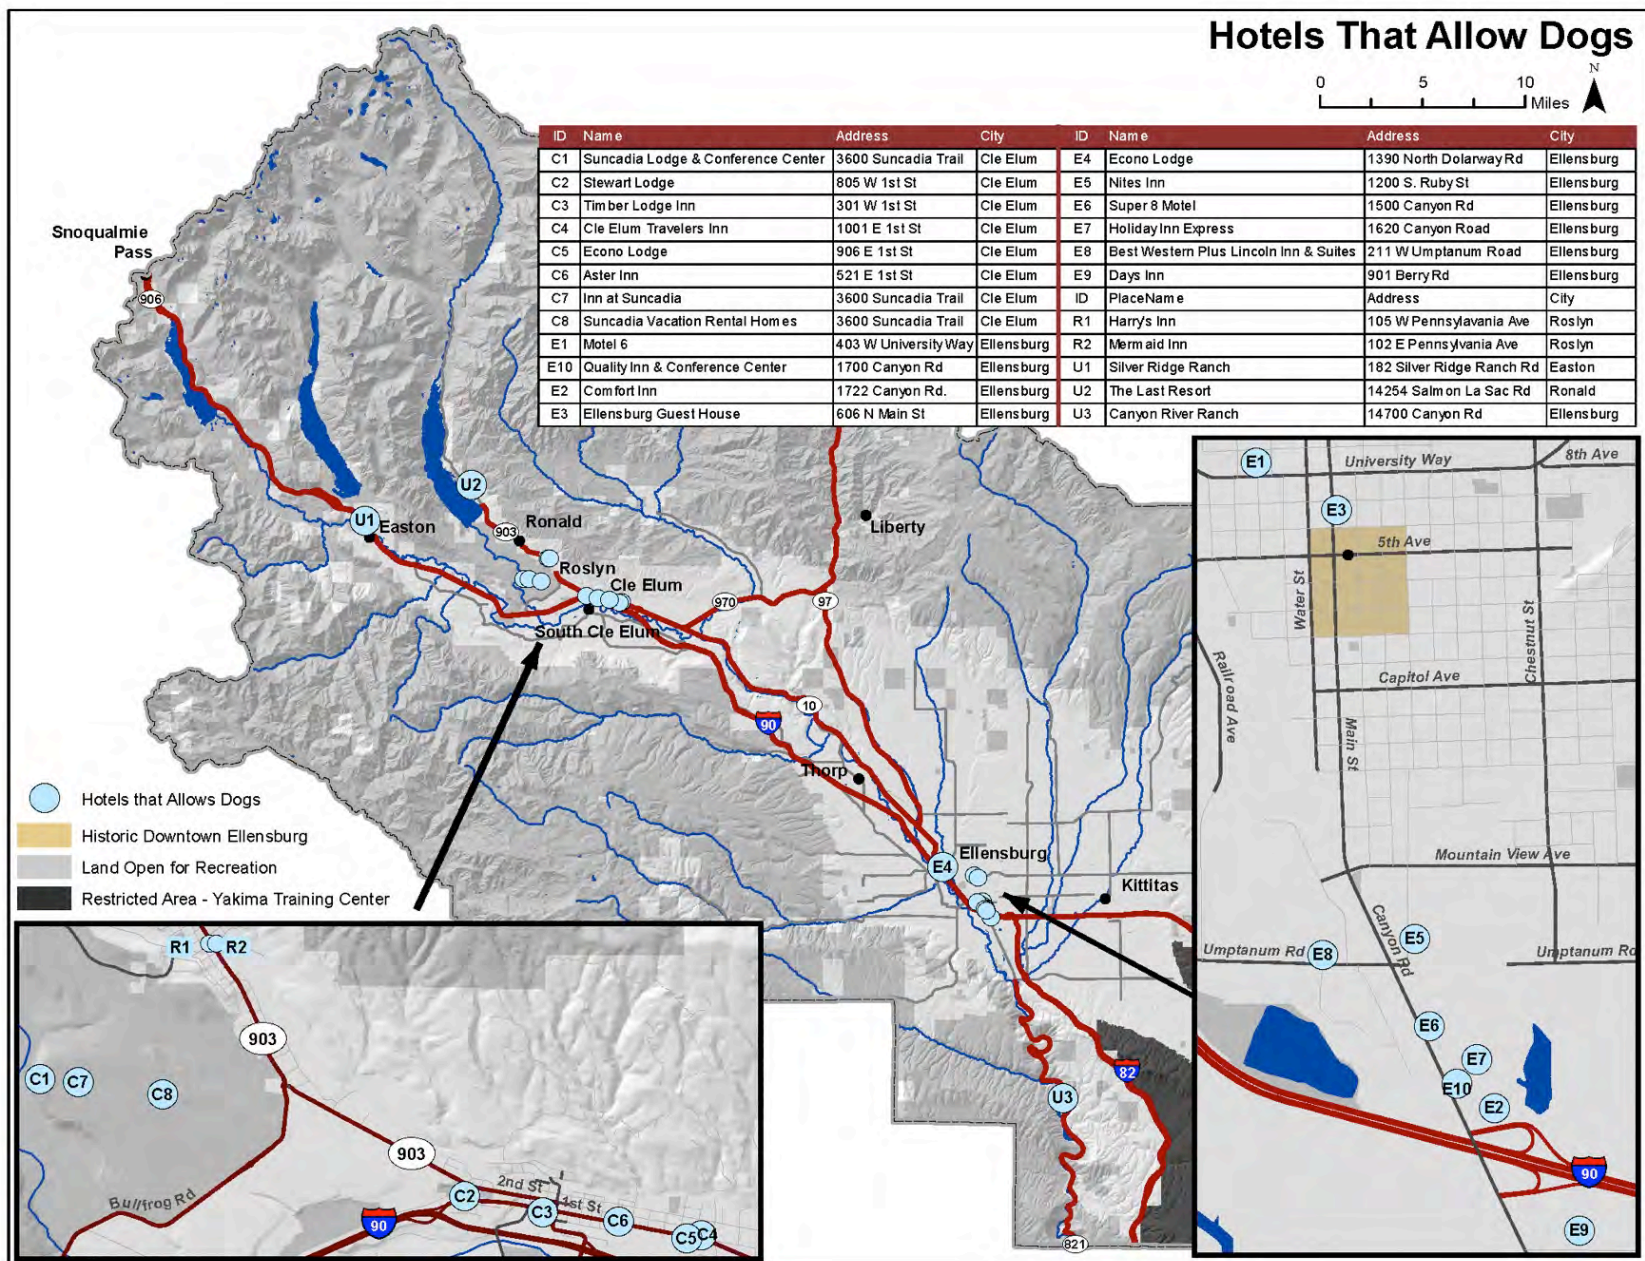 Hotels That Allow Dogs
N
0 5 10
Miles
ID Name Address City ID Name Address City
C1 Suncadia Lodge & Conference Center 3600 Suncadia Trail Cle Elum E4 Econo Lodge 1390 North Dolarway Rd Ellensburg
C2 Stewart Lodge 805 W 1st St Cle Elum E5 Nites Inn 1200 S. Ruby St Ellensburg
C3 Timber Lodge Inn 301 W 1st St Cle Elum E6 Super 8 Motel 1500 Canyon Rd Ellensburg
C4 Cle Elum Travelers Inn 1001 E 1st St Cle Elum E7 Holiday Inn Express 1620 Canyon Road Ellensburg
C5 Econo Lodge 906 E 1st St Cle Elum E8 Best Western Plus Lincoln Inn & Suites 211 W Umptanum Road Ellensburg
C6 Aster Inn 521 E 1st St Cle Elum E9 Days Inn 901 Berry Rd Ellensburg
C7 Inn at Suncadia 3600 Suncadia Trail Cle Elum ID PlaceName Address City
C8 Suncadia Vacation Rental Homes 3600 Suncadia Trail Cle Elum R1 Harry's Inn 105 W Pennsylavania Ave Roslyn
E1 Motel 6 403 W University Way Ellensburg R2 Mermaid Inn 102 E Pennsylvania Ave Roslyn
E10 Quality Inn & Conference Center 1700 Canyon Rd Ellensburg U1 Silver Ridge Ranch 182 Silver Ridge Ranch Rd Easton
E2 Comfort Inn 1722 Canyon Rd. Ellensburg U2 The Last Resort 14254 Salmon La Sac Rd Ronald
E3 Ellensburg Guest House 606 N Main St Ellensburg U3 Canyon River Ranch 14700 Canyon Rd Ellensburg
Snoqualmie
Pass
906
U2
U1
Easton
903
Ronald
Liberty
Roslyn
Cle Elum
970
97
South Cle Elum
10
90
Thorp
E4
Ellensburg
Kittitas
82
U3
821
Hotels that Allows Dogs
Historic Downtown Ellensburg
Land Open for Recreation
Restricted Area - Yakima Training Center
R1 R2
903
C1
C7
C8
903
Bullfrog Rd
2nd St
1st St
C2
C3
C6
C5
C4
90
E1
University Way
8th Ave
E3
5th Ave
Water St
Chestnut St
Railroad Ave
Capitol Ave
Main St
Mountain View Ave
Canyon Rd
E5
Umptanum Rd
E8
Umptanum Rd
E6
E7
E10
E2
90
E9